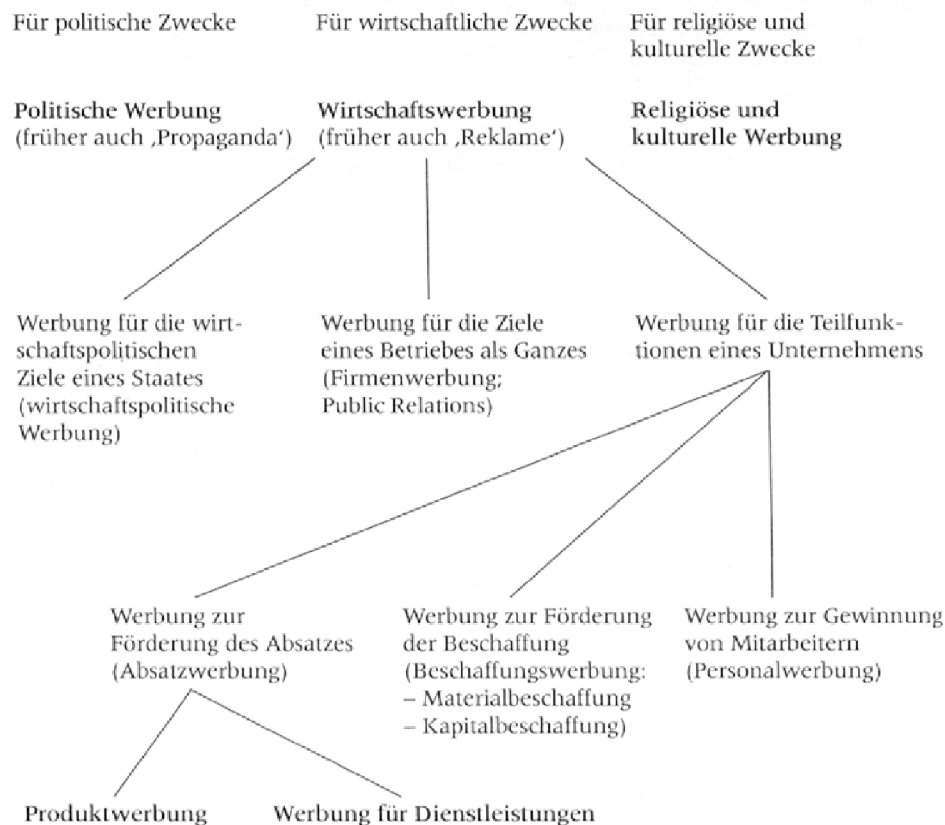 Für politische Zwecke
Für wirtschaftliche Zwecke
Für religiöse und
kulturelle Zwecke
Politische Werbung
(früher auch ‚Propaganda‘)
Wirtschaftswerbung
(früher auch ‚Reklame‘)
Religiöse und
kulturelle Werbung
Werbung für die wirt-
schaftspolitischen
Ziele eines Staates
(wirtschaftspolitische
Werbung)
Werbung für die Ziele
eines Betriebes als Ganzes
(Firmenwerbung;
Public Relations)
Werbung für die Teilfunk-
tionen eines Unternehmens
Werbung zur
Förderung des Absatzes
(Absatzwerbung)
Werbung zur Förderung
der Beschaffung
(Beschaffungswerbung:
– Materialbeschaffung
– Kapitalbeschaffung)
Werbung zur Gewinnung
von Mitarbeitern
(Personalwerbung)
Produktwerbung
Werbung für Dienstleistungen